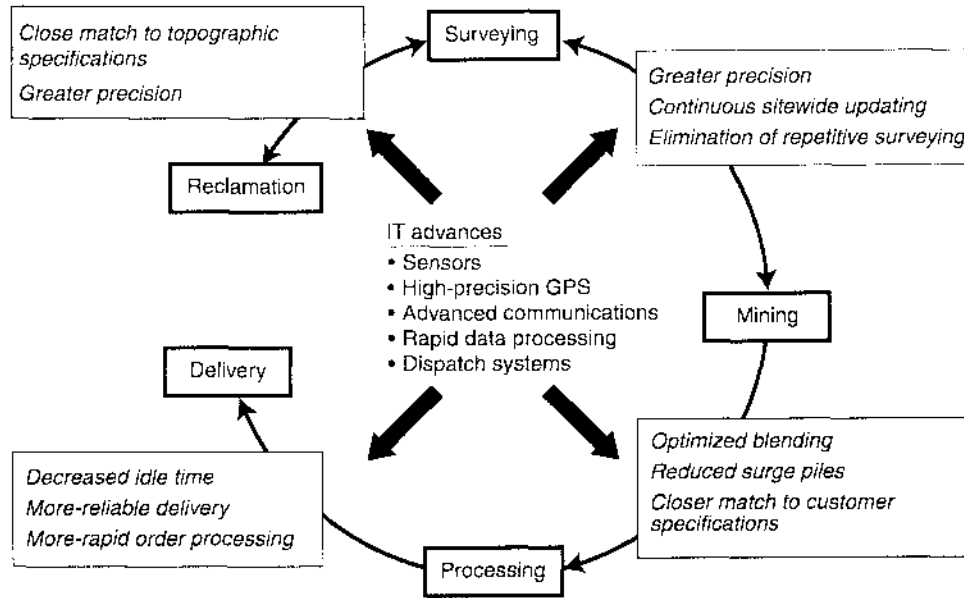 Surveying
Close match to topographic
specifications
Greater precision
Greater precision
Continuous sitewide updating
Elimination of repetitive surveying
Reclamation
IT advances
• Sensors
• High-precision GPS
• Advanced communications
• Rapid data processing
• Dispatch systems
Mining
Delivery
Decreased idle time
More-reliable delivery
More-rapid order processing
Optimized blending
Reduced surge piles
Closer match to customer
specifications
Processing